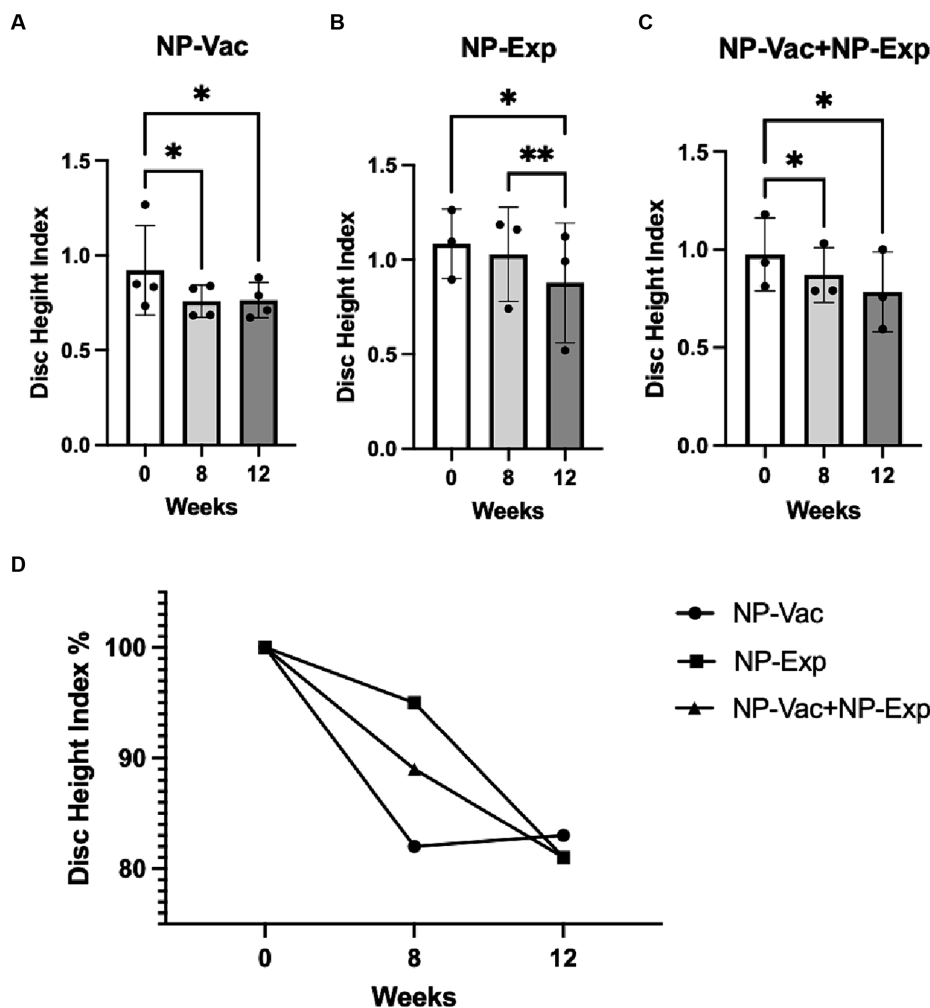 A
NP-Vac
*
*
1.5
1.0
0.5
0.0
Disc Hegight Index
0 8 12
Weeks
B
NP-Exp
*
**
1.5
1.0
0.5
0.0
Disc Height Index
0 8 12
Weeks
C
NP-Vac+NP-Exp
*
*
1.5
1.0
0.5
0.0
Disc Height Index
0 8 12
Weeks
D
100
90
80
Disc Height Index %
0 8 12
Weeks
NP-Vac
NP-Exp
NP-Vac+NP-Exp